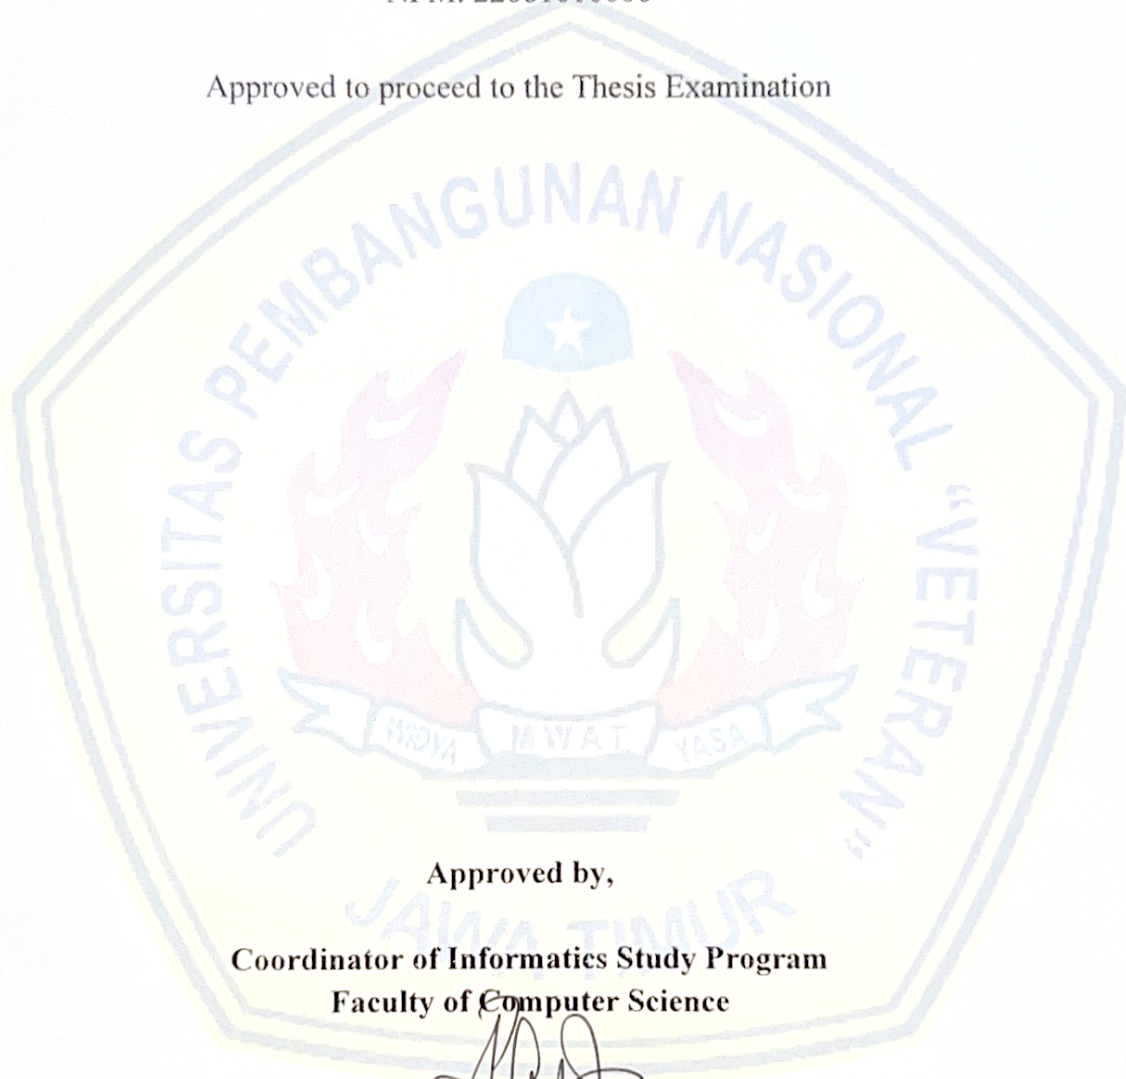 Approved to proceed to the Thesis Examination
UNIVERSITAS PEMBANGUNAN NASIONAL “VETERAN”
WIDYA MWAT YASA
JAWA TIMUR
Approved by,
Coordinator of Informatics Study Program
Faculty of Computer Science